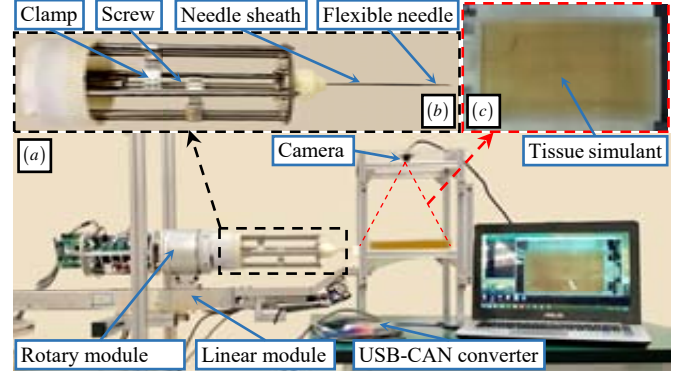 Clamp Screw Needle sheath Flexible needle
(b) (c)
(a) Camera Tissue simulant
Rotary module Linear module USB-CAN converter